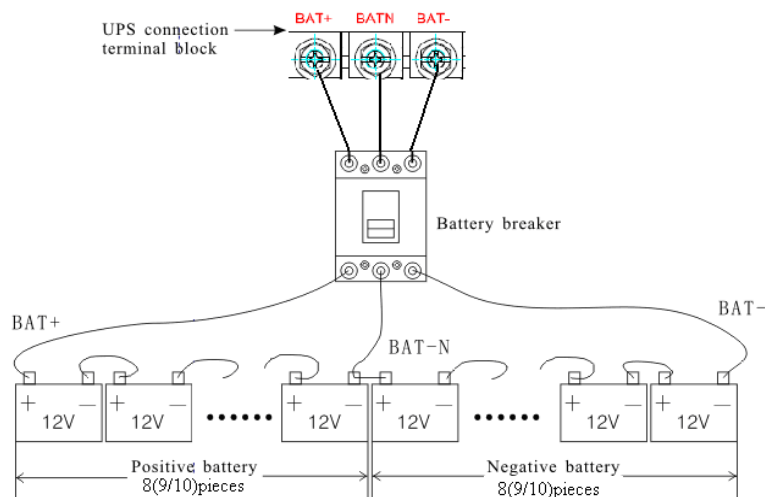 BAT+ BATN BAT-
UPS connection
terminal block
Battery breaker
BAT+
BAT-
BAT-N
+ − + − + − + − + − + −
12V 12V 12V 12V 12V 12V
Positive battery
8(9/10)pieces
Negative battery
8(9/10)pieces